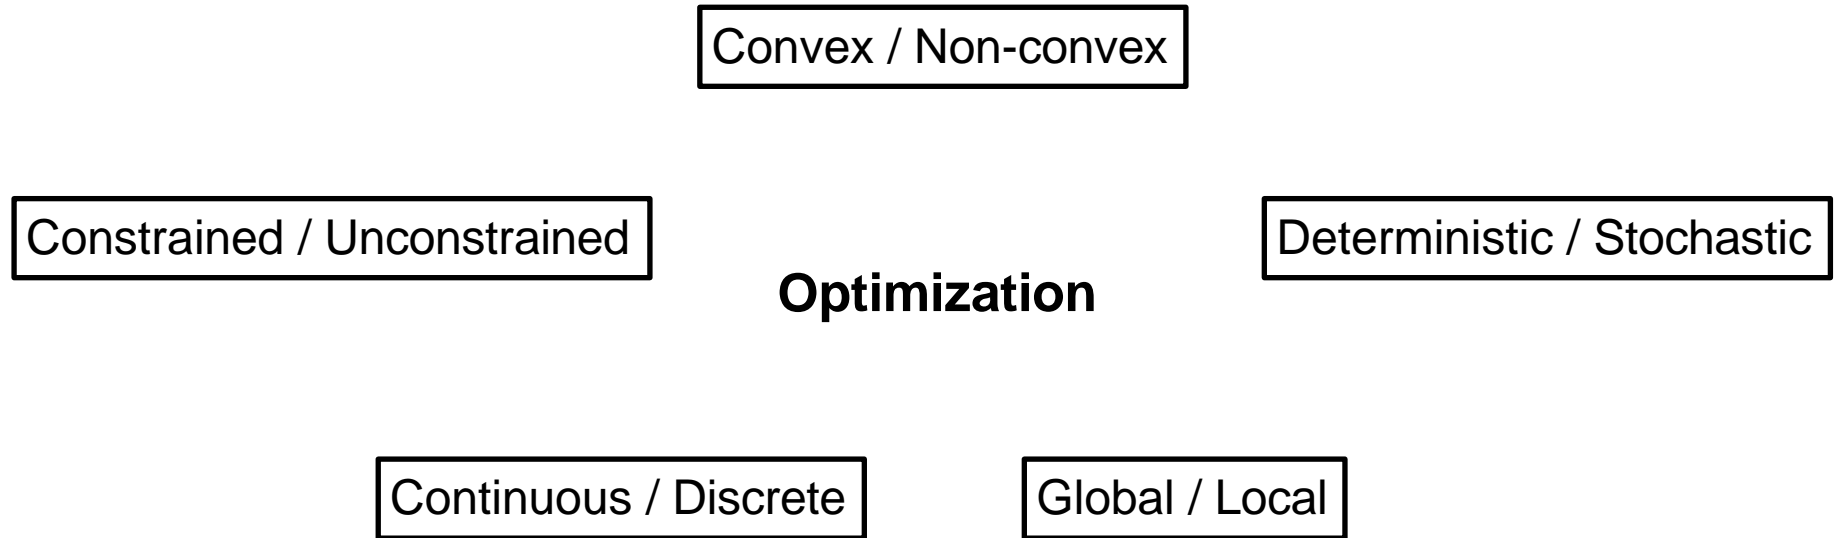 Convex / Non-convex
Constrained / Unconstrained
Deterministic / Stochastic
Optimization
Continuous / Discrete
Global / Local